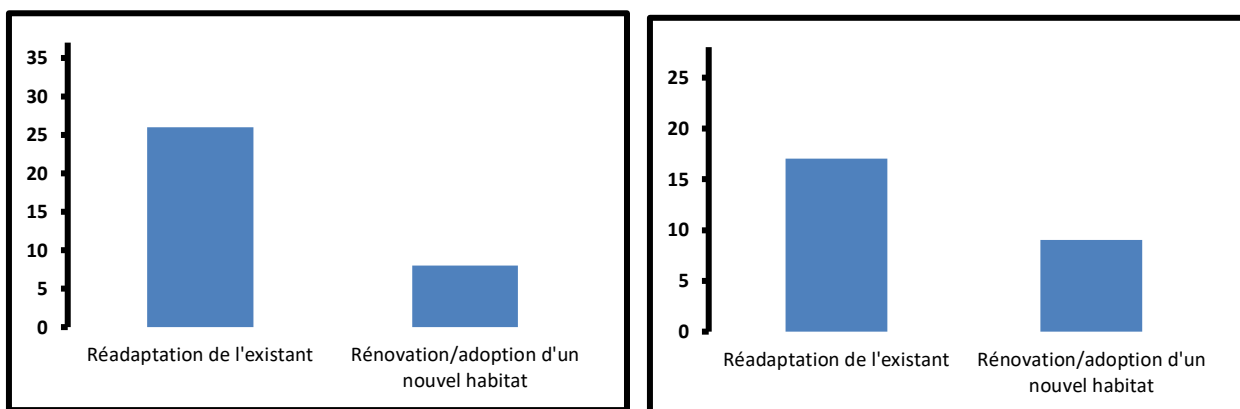 35
30
25
20
15
10
5
0
Réadaptation de l'existant
Rénovation/adoption d'un
nouvel habitat
25
20
15
10
5
0
Réadaptation de l'existant
Rénovation/adoption d'un
nouvel habitat